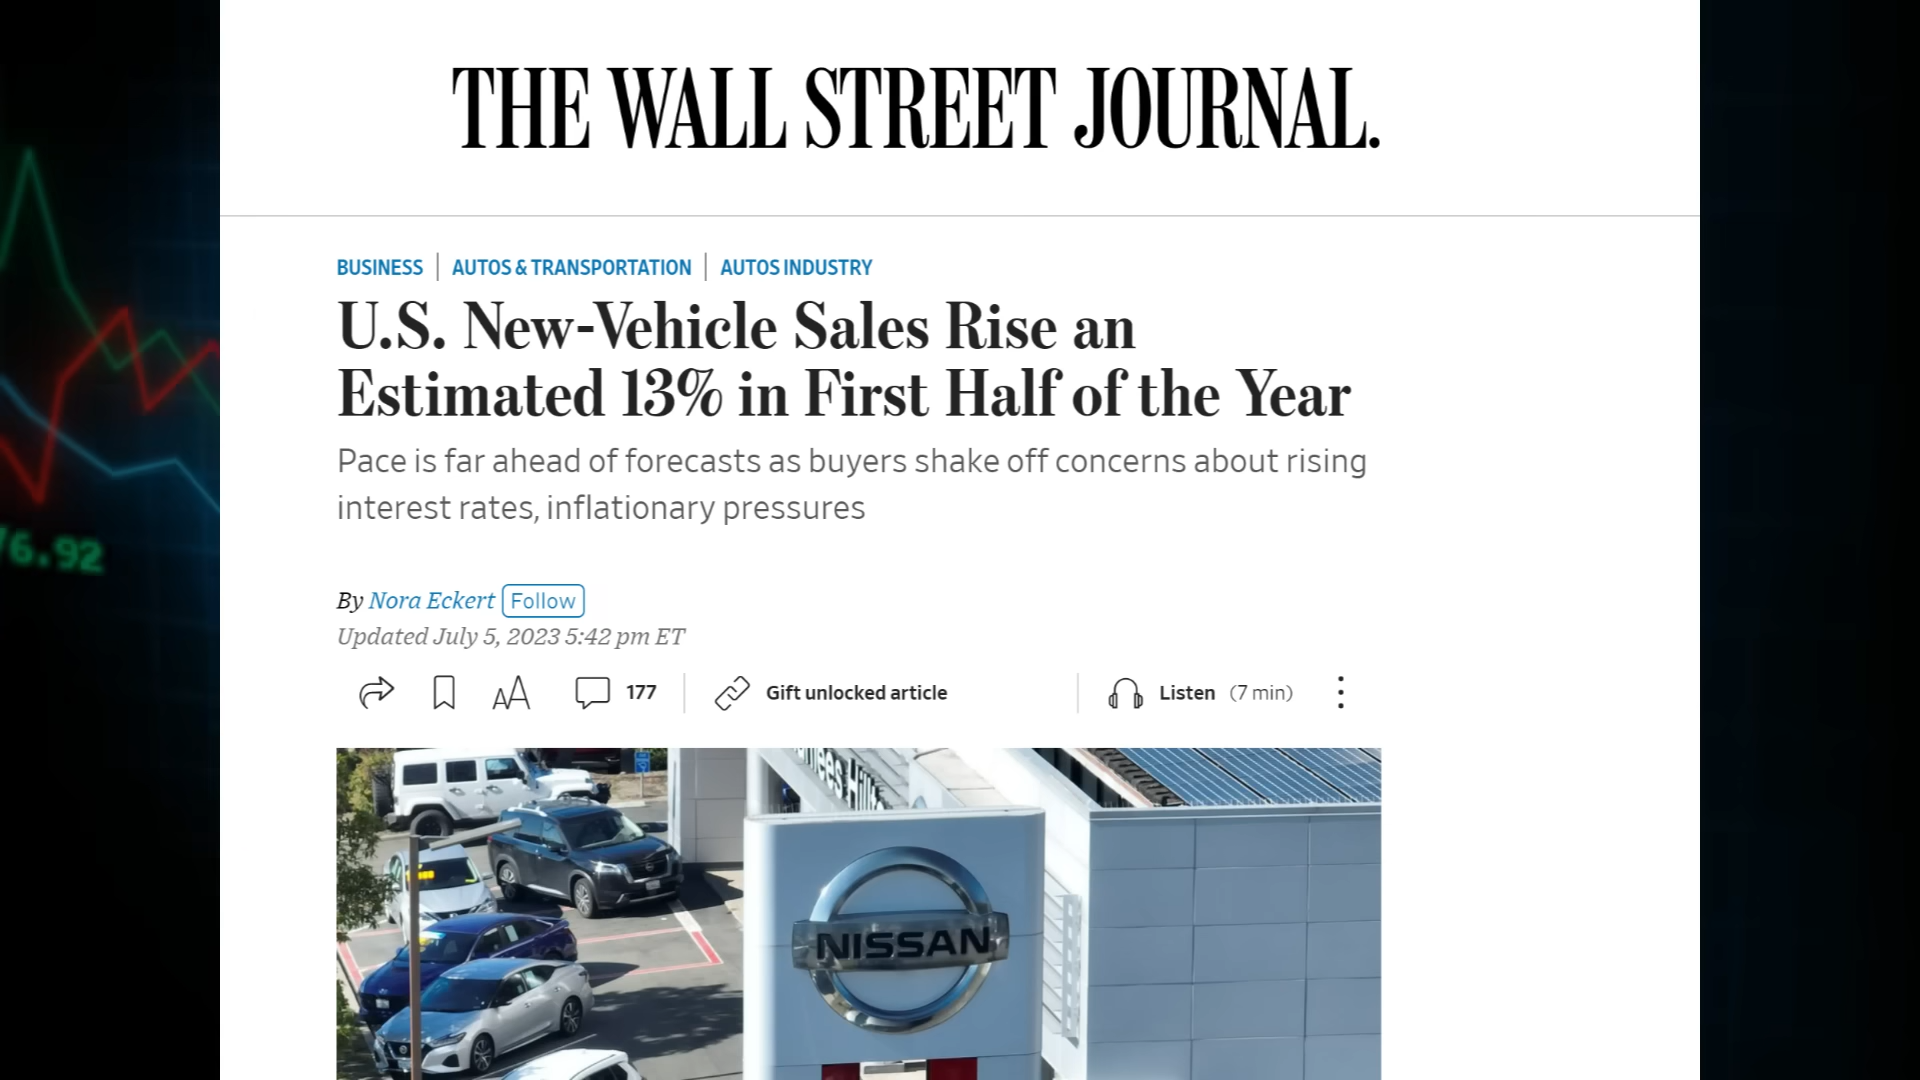 THE WALL STREET JOURNAL.
BUSINESS | AUTOS & TRANSPORTATION | AUTOS INDUSTRY
U.S. New-Vehicle Sales Rise an
Estimated 13% in First Half of the Year
Pace is far ahead of forecasts as buyers shake off concerns about rising
interest rates, inflationary pressures
6.92
By Nora Eckert Follow
Updated July 5, 2023 5:42 pm ET
AA 177 Gift unlocked article Listen (7 min)
NISSAN